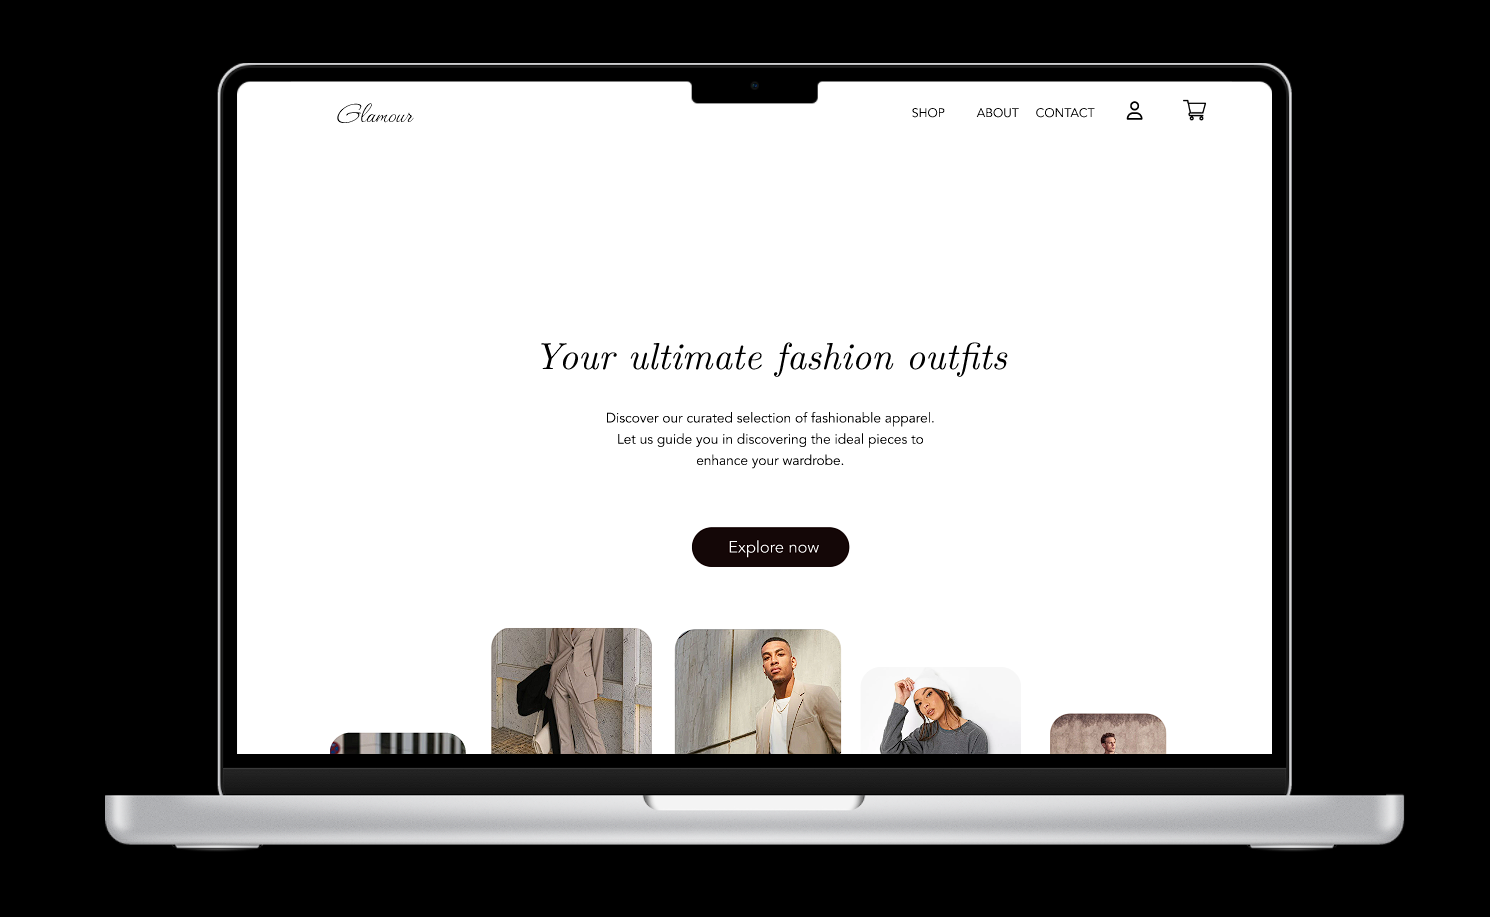 Glamour
SHOP ABOUT CONTACT
Your ultimate fashion outfits
Discover our curated selection of fashionable apparel.
Let us guide you in discovering the ideal pieces to
enhance your wardrobe.
Explore now